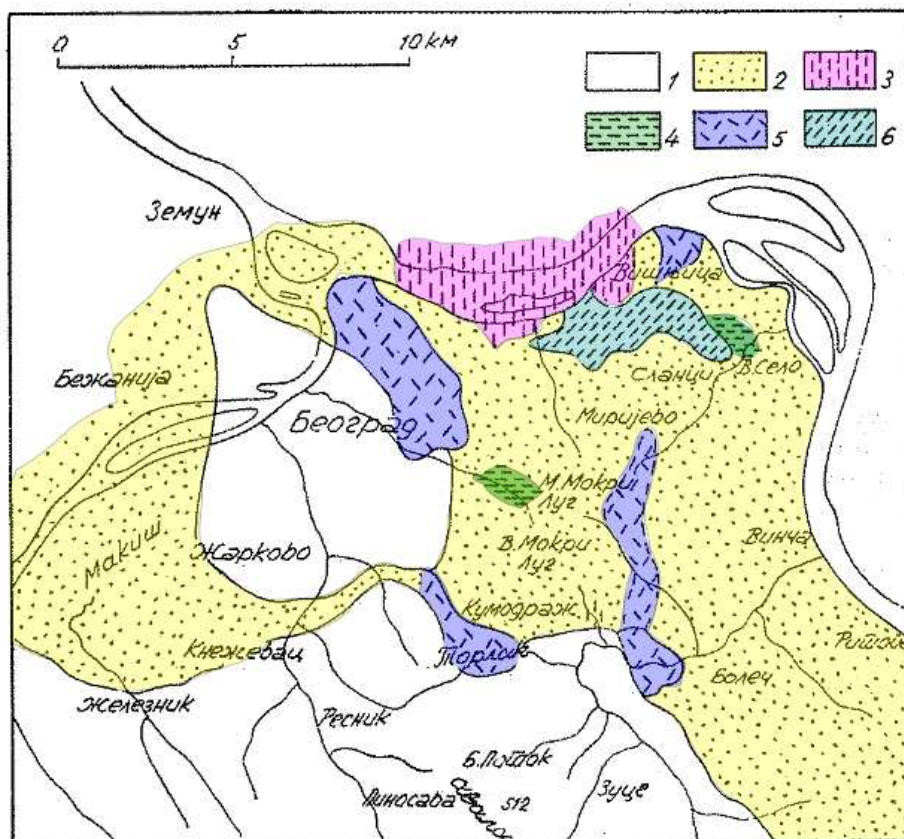 0 5 10 км
1 2 3
4 5 6
Земун
Вишњица
Бежанија
Сланци
В.Село
Миријево
Београд
М.Мокри
Луг
Макиш
Жарково
В.Мокри
Луг
Винча
Кумодраж
Кнежевац
Торлак
Болеч
Железник
Ресник
Б.Поток
Пиносава
Авала
512
Зуце